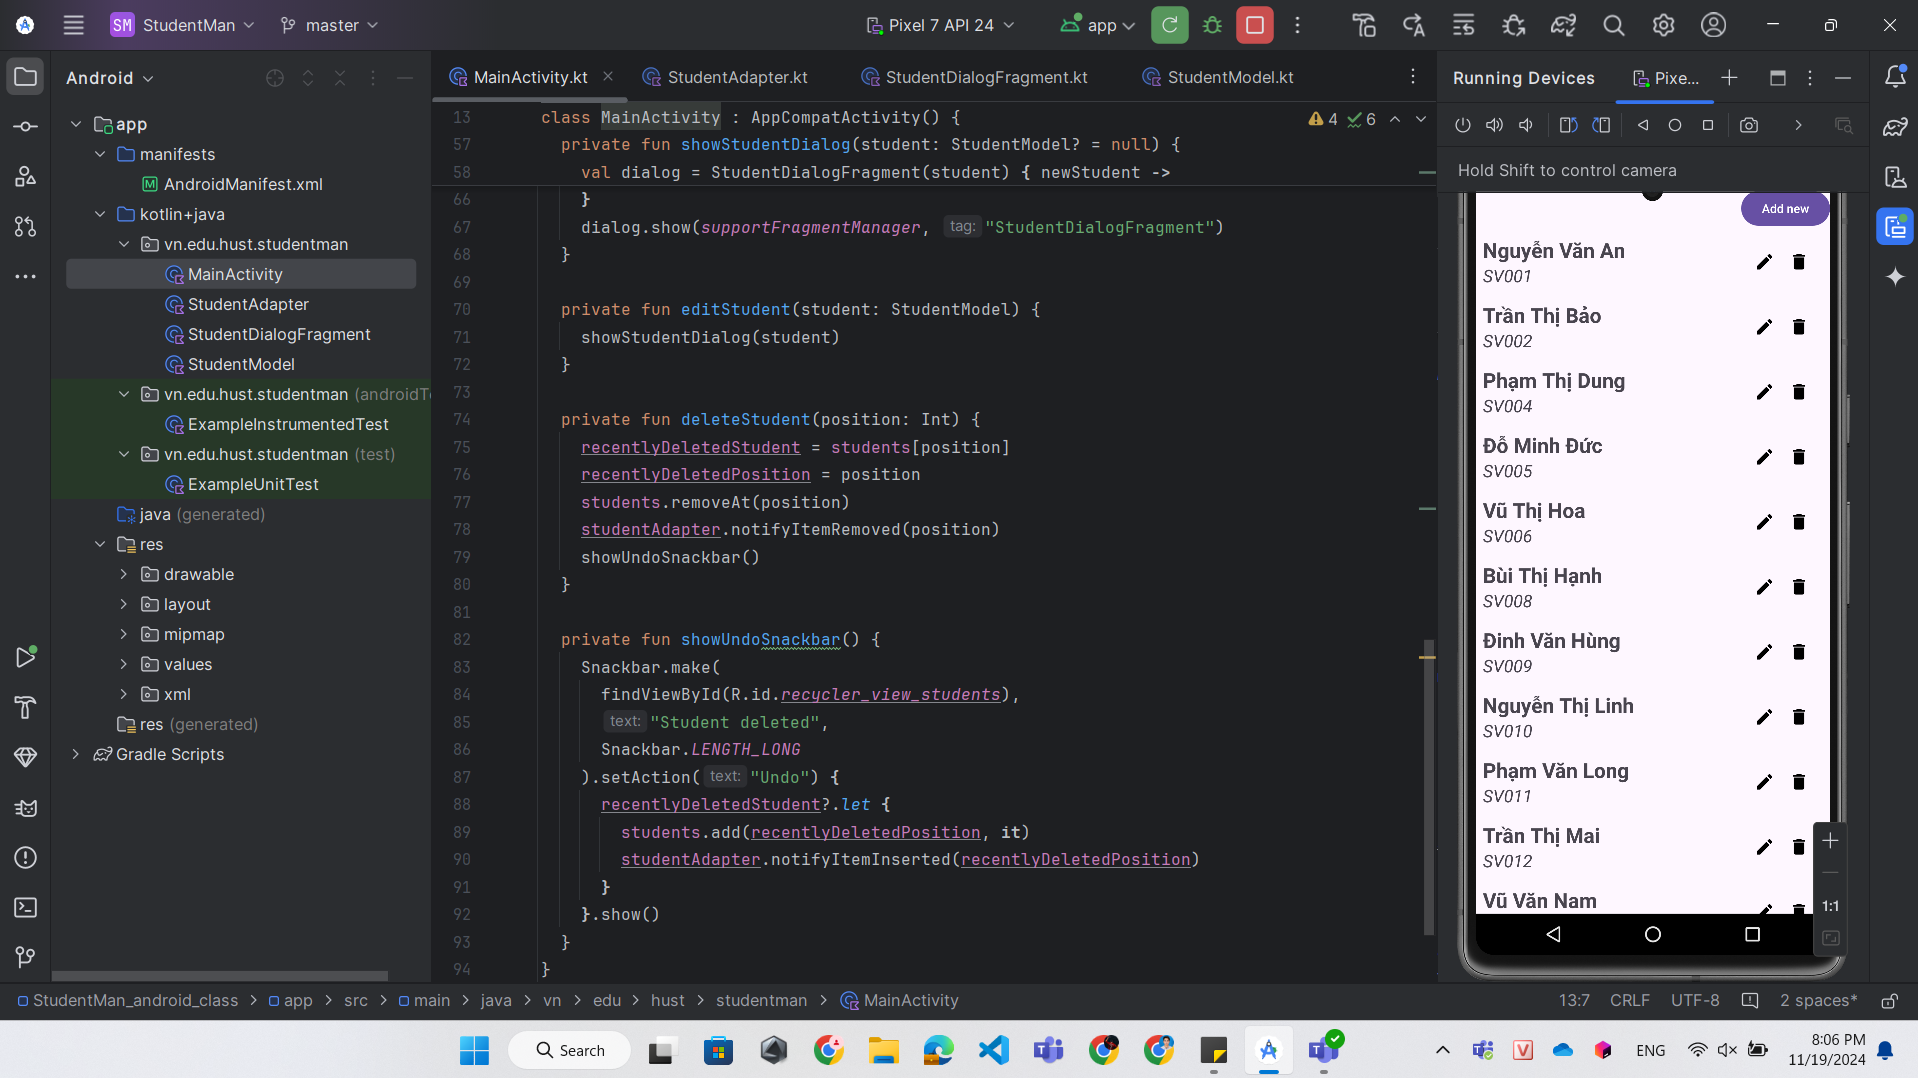 SM StudentMan master Pixel 7 API 24 app
Android
app
manifests
AndroidManifest.xml
kotlin+java
vn.edu.hust.studentman
MainActivity
StudentAdapter
StudentDialogFragment
StudentModel
vn.edu.hust.studentman (androidT
ExampleInstrumentedTest
vn.edu.hust.studentman (test)
ExampleUnitTest
java (generated)
res
drawable
layout
mipmap
values
xml
res (generated)
Gradle Scripts
MainActivity.kt StudentAdapter.kt StudentDialogFragment.kt StudentModel.kt
4 6
13 class MainActivity : AppCompatActivity() {
57 private fun showStudentDialog(student: StudentModel? = null) {
58 val dialog = StudentDialogFragment(student) { newStudent ->
66 }
67 dialog.show(supportFragmentManager, tag: "StudentDialogFragment")
68 }
69
70 private fun editStudent(student: StudentModel) {
71 showStudentDialog(student)
72 }
73
74 private fun deleteStudent(position: Int) {
75 recentlyDeletedStudent = students[position]
76 recentlyDeletedPosition = position
77 students.removeAt(position)
78 studentAdapter.notifyItemRemoved(position)
79 showUndoSnackbar()
80 }
81
82 private fun showUndoSnackbar() {
83 Snackbar.make(
84 findViewById(R.id.recycler_view_students),
85 text: "Student deleted",
86 Snackbar.LENGTH_LONG
87 ).setAction( text: "Undo") {
88 recentlyDeletedStudent?.let {
89 students.add(recentlyDeletedPosition, it)
90 studentAdapter.notifyItemInserted(recentlyDeletedPosition)
91 }
92 }.show()
93 }
94 }
Running Devices Pixe...
Hold Shift to control camera
Add new
Nguyễn Văn An
SV001
Trần Thị Bảo
SV002
Phạm Thị Dung
SV004
Đỗ Minh Đức
SV005
Vũ Thị Hoa
SV006
Bùi Thị Hạnh
SV008
Đinh Văn Hùng
SV009
Nguyễn Thị Linh
SV010
Phạm Văn Long
SV011
Trần Thị Mai
SV012
Vũ Văn Nam
1:1
StudentMan_android_class > app > src > main > java > vn > edu > hust > studentman > MainActivity
13:7 CRLF UTF-8 2 spaces*
Search
ENG
8:06 PM
11/19/2024